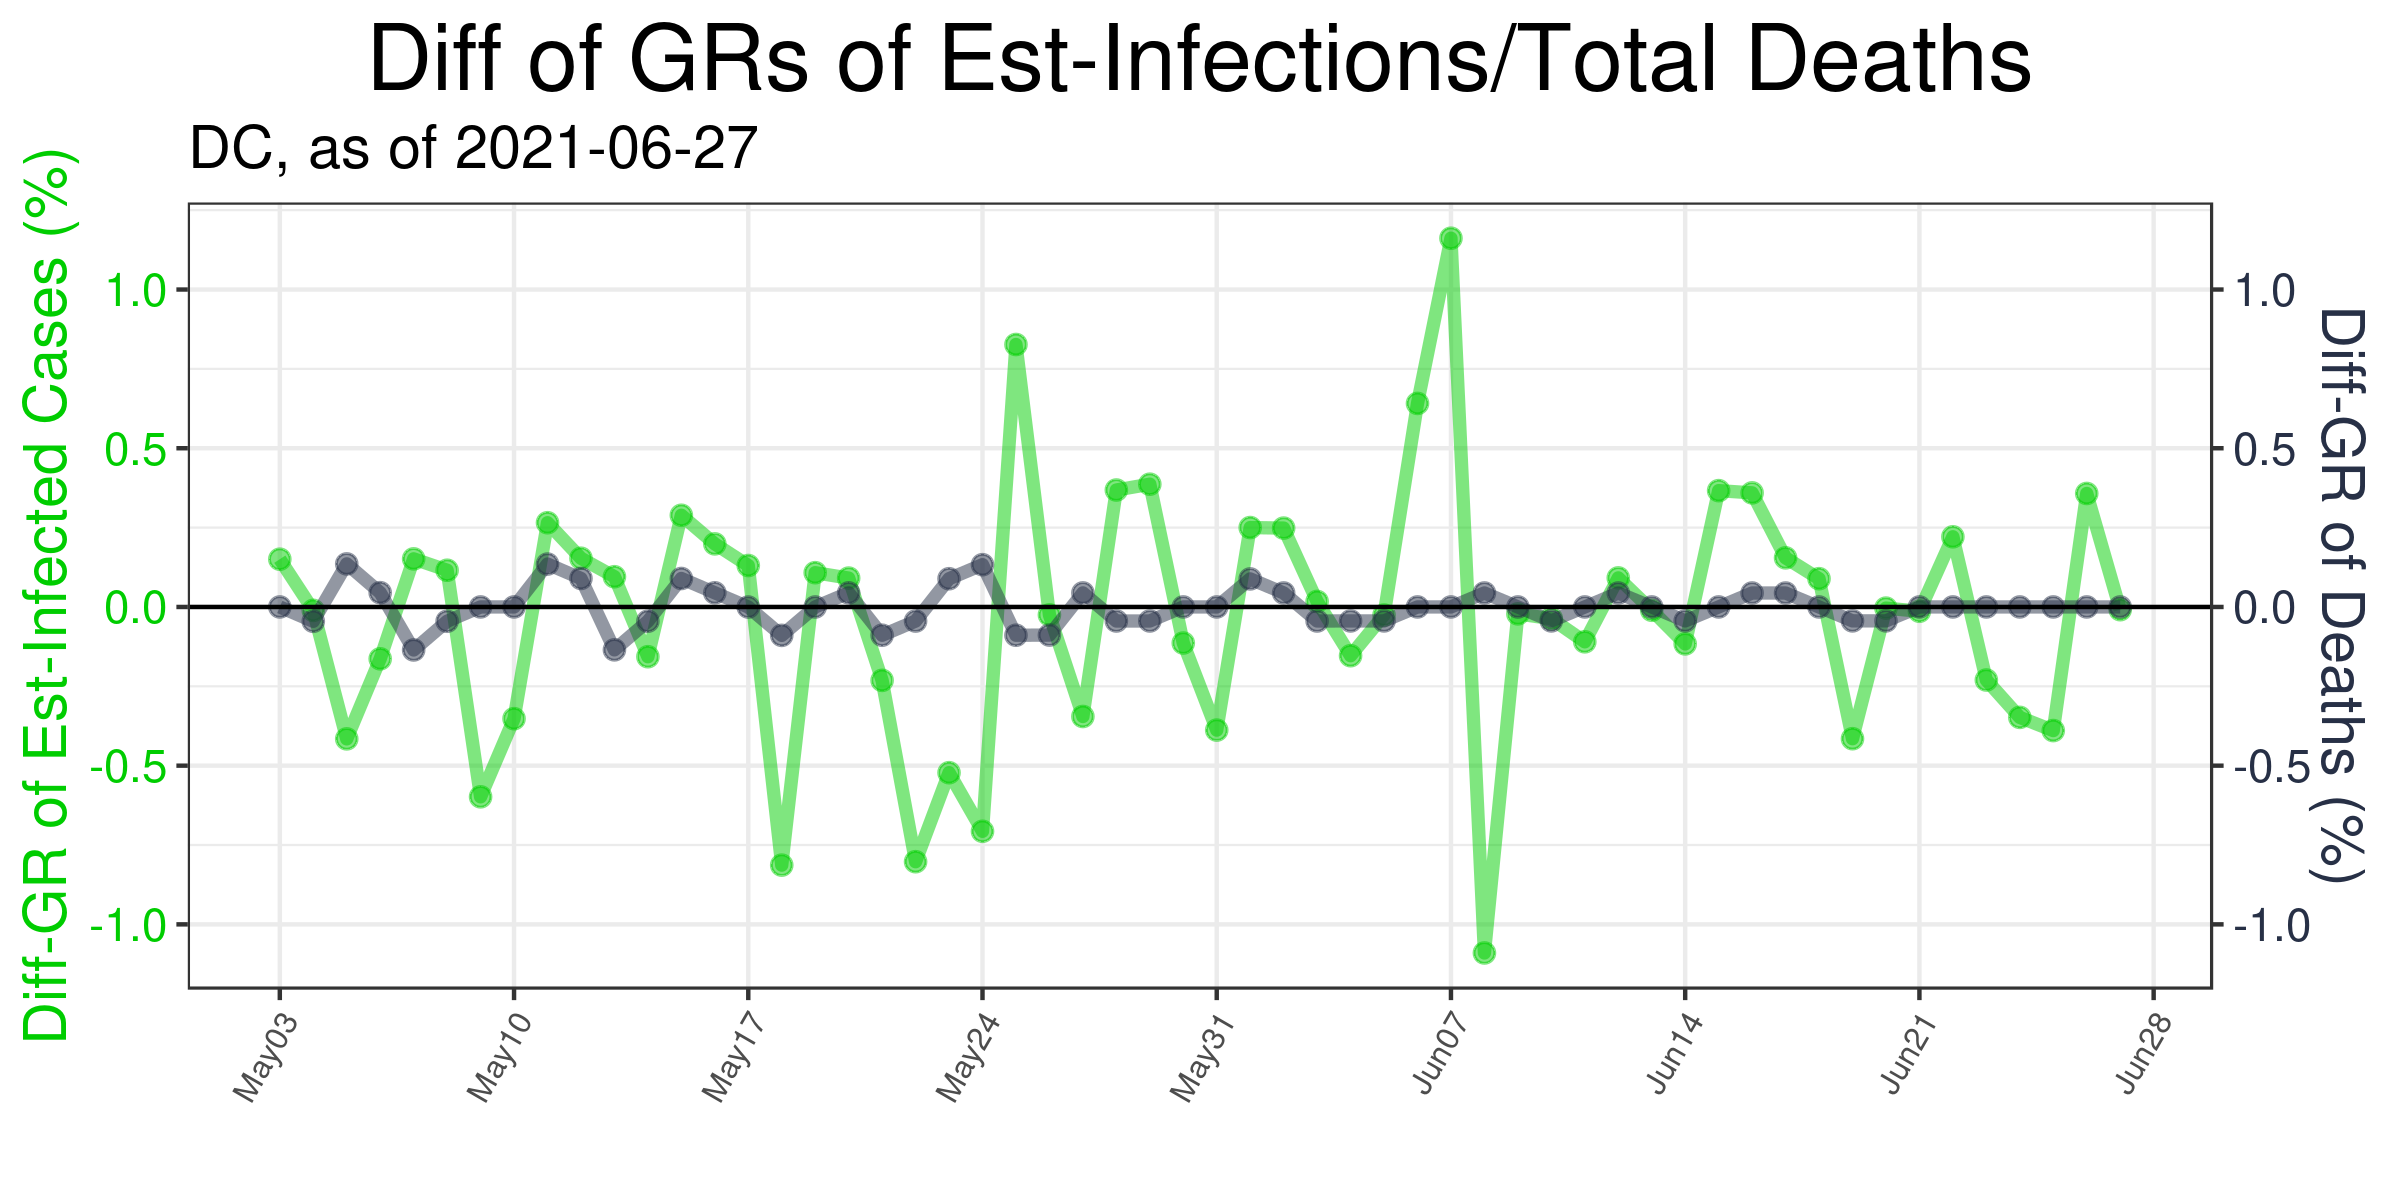 Diff of GRs of Est-Infections/Total Deaths
DC, as of 2021-06-27
Diff-GR of Est-Infected Cases (%)
1.0
0.5
0.0
-0.5
-1.0
1.0
0.5
0.0
-0.5
-1.0
Diff-GR of Deaths (%)
May03
May10
May17
May24
May31
Jun07
Jun14
Jun21
Jun28